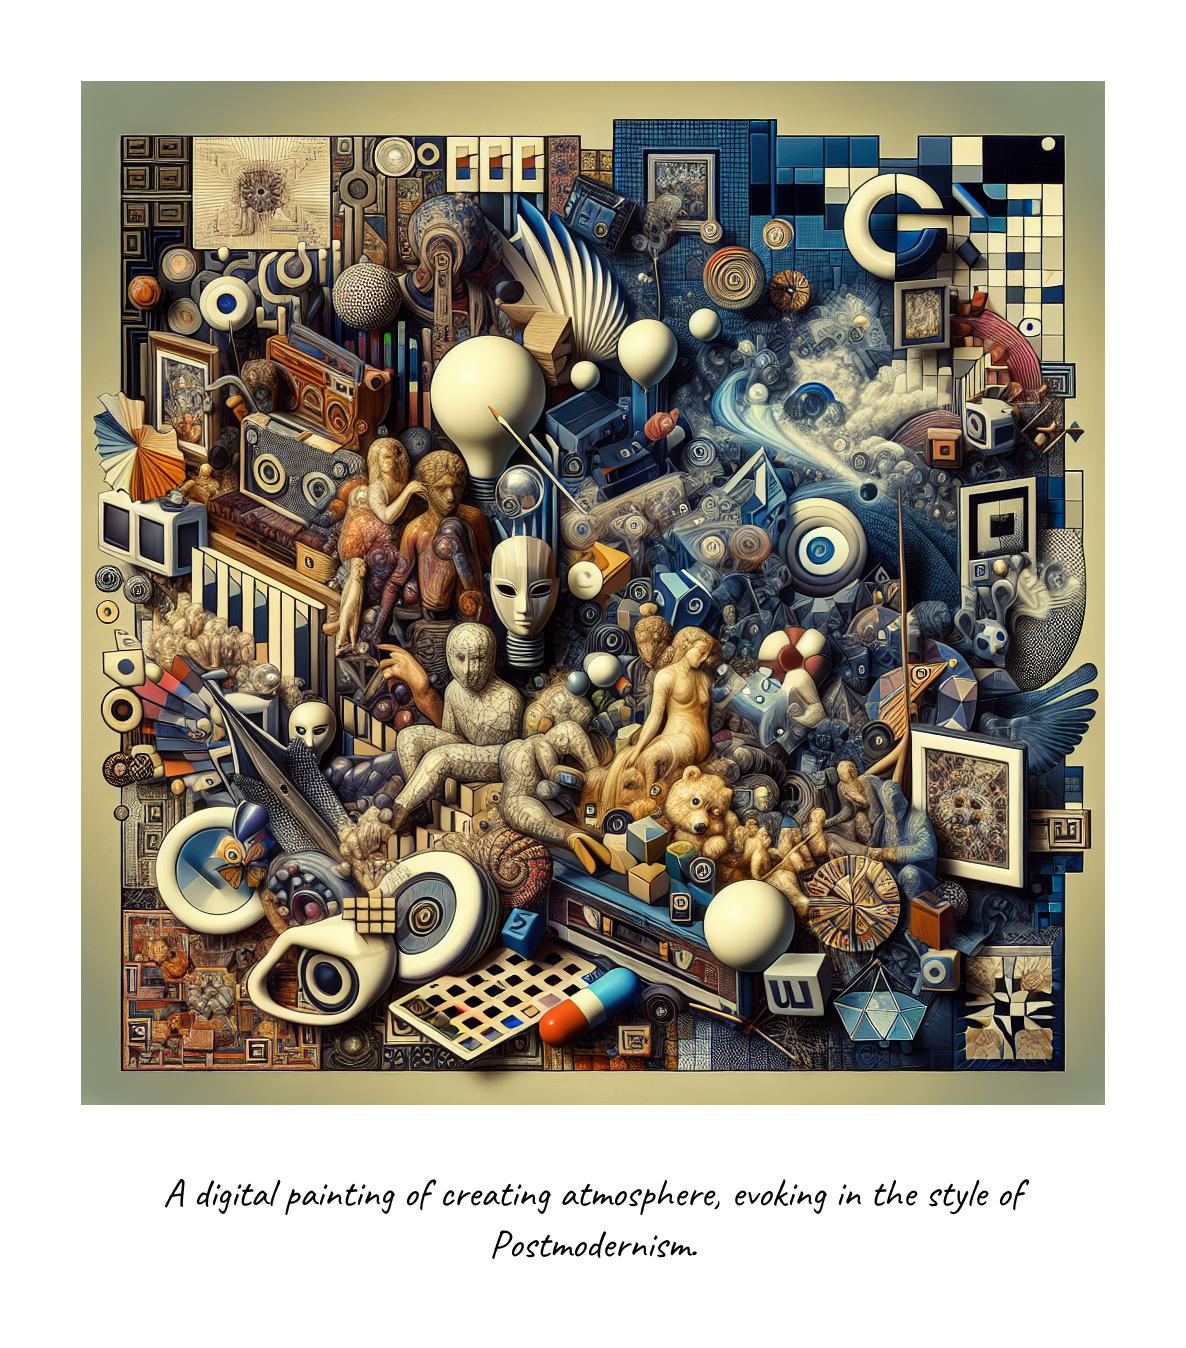 A digital painting of creating atmosphere, evoking in the style of
Postmodernism.